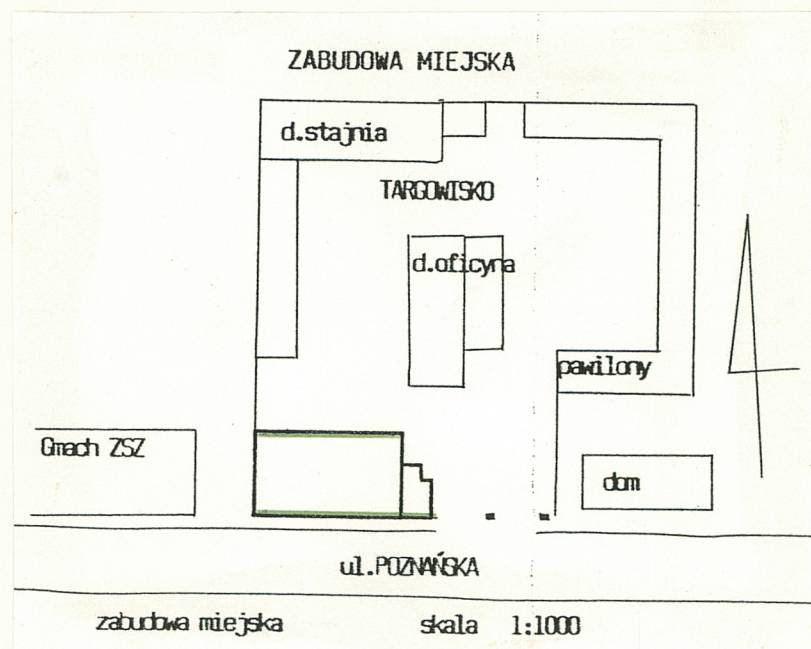 ZABUDOWA MIEJSKA
d.stajnia
TARGOWISKO
d.oficyna
pawilony
Gmach ZSZ
dom
ul.POZNAŃSKA
zabudowa miejska skala 1:1000